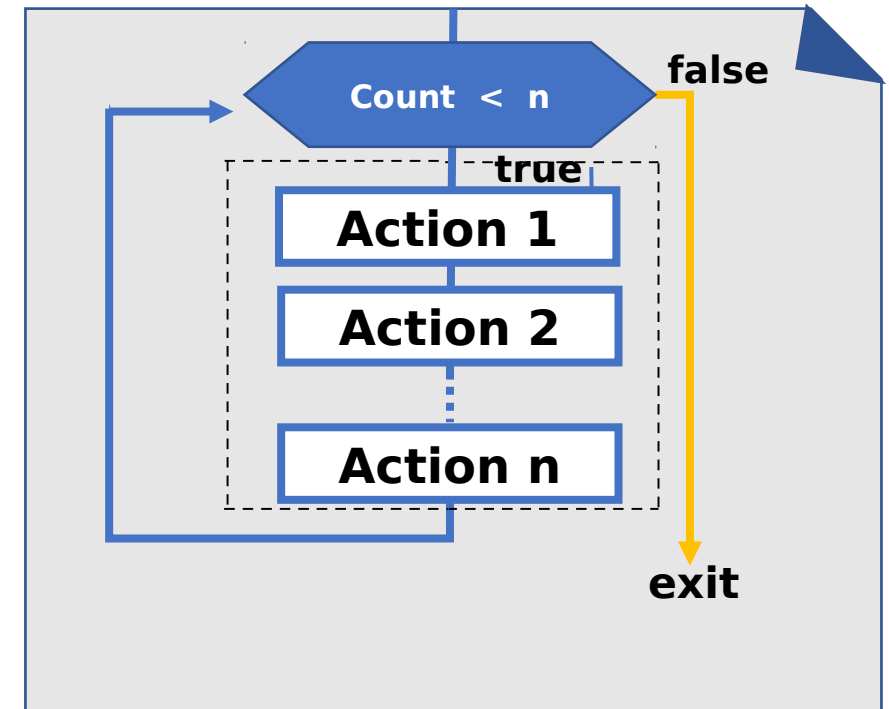 false
Count < n
true
Action 1
Action 2
Action n
exit